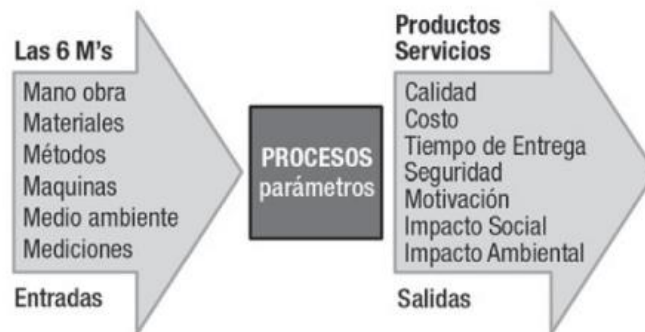 Las 6 M's
Mano obra
Materiales
Métodos
Maquinas
Medio ambiente
Mediciones
Entradas
PROCESOS
parámetros
Productos
Servicios
Calidad
Costo
Tiempo de Entrega
Seguridad
Motivación
Impacto Social
Impacto Ambiental
Salidas